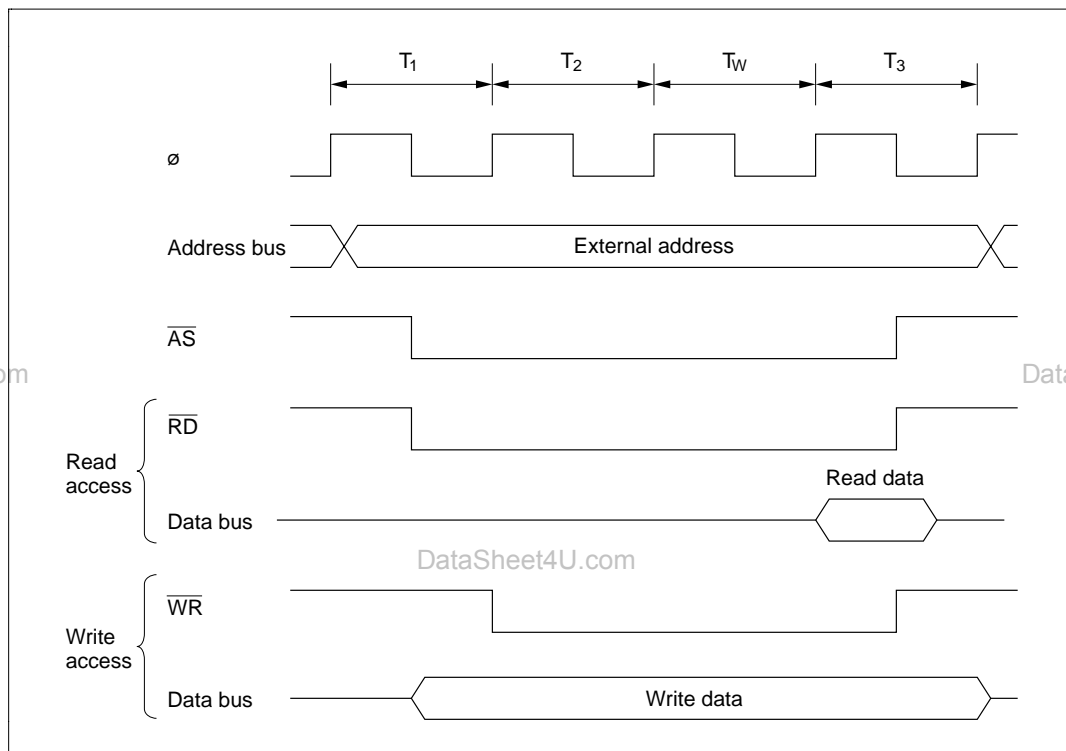 T1 T2 TW T3
ø
Address bus External address
AS
om Data
RD
Read access
Read data
Data bus
DataSheet4U.com
WR
Write access
Data bus Write data